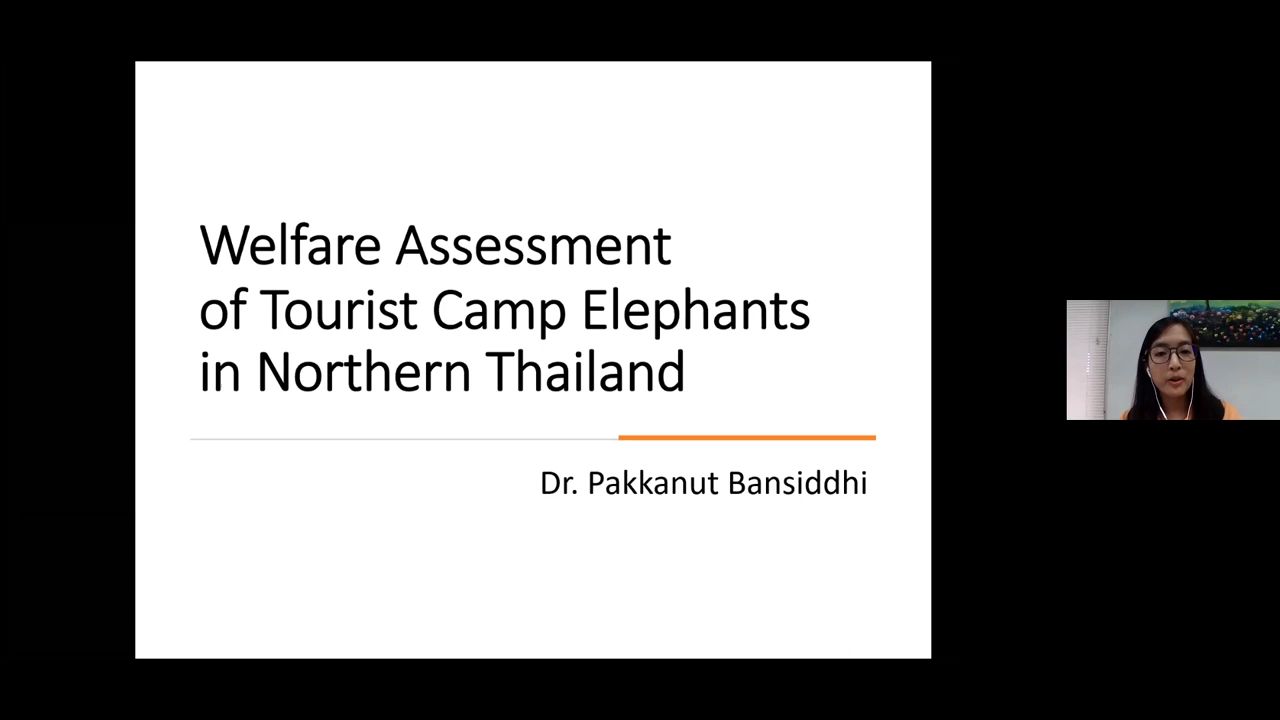 Welfare Assessment
of Tourist Camp Elephants
in Northern Thailand
Dr. Pakkanut Bansiddhi